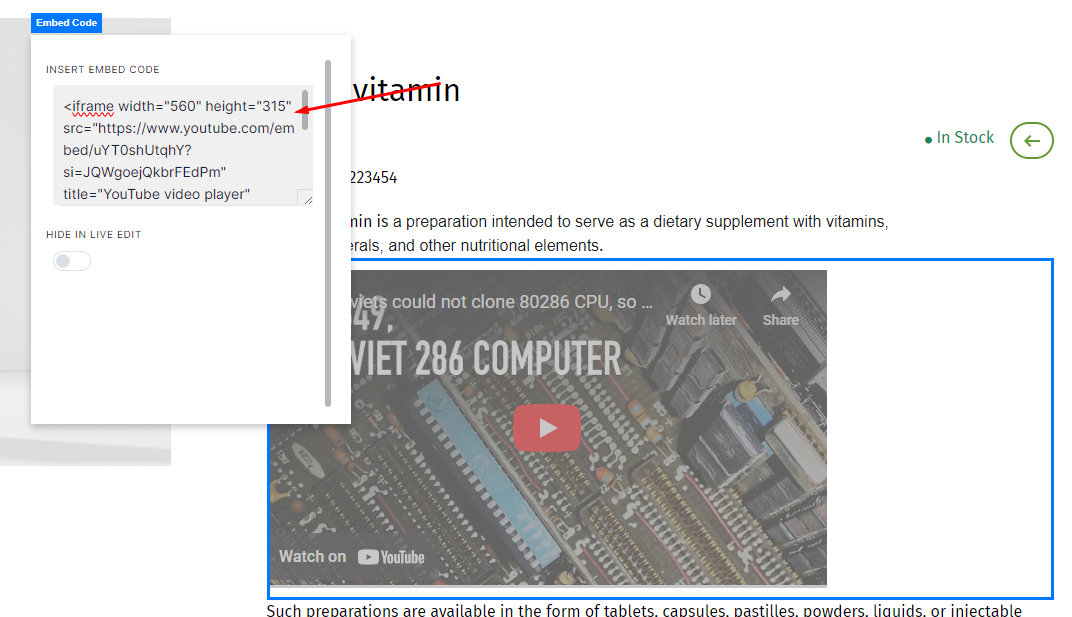 Embed Code
INSERT EMBED CODE
<iframe width="560" height="315"
src="https://www.youtube.com/em
bed/uYT0shUtqhY?
si=JQWgoejQkbrFEdPm"
title="YouTube video player"
HIDE IN LIVE EDIT
vitamin
In Stock
223454
min is a preparation intended to serve as a dietary supplement with vitamins,
erals, and other nutritional elements.
viets could not clone 80286 CPU, so ...
Watch later
Share
49,
VIET 286 COMPUTER
Watch on YouTube
Such preparations are available in the form of tablets, capsules, pastilles, powders, liquids, or injectable